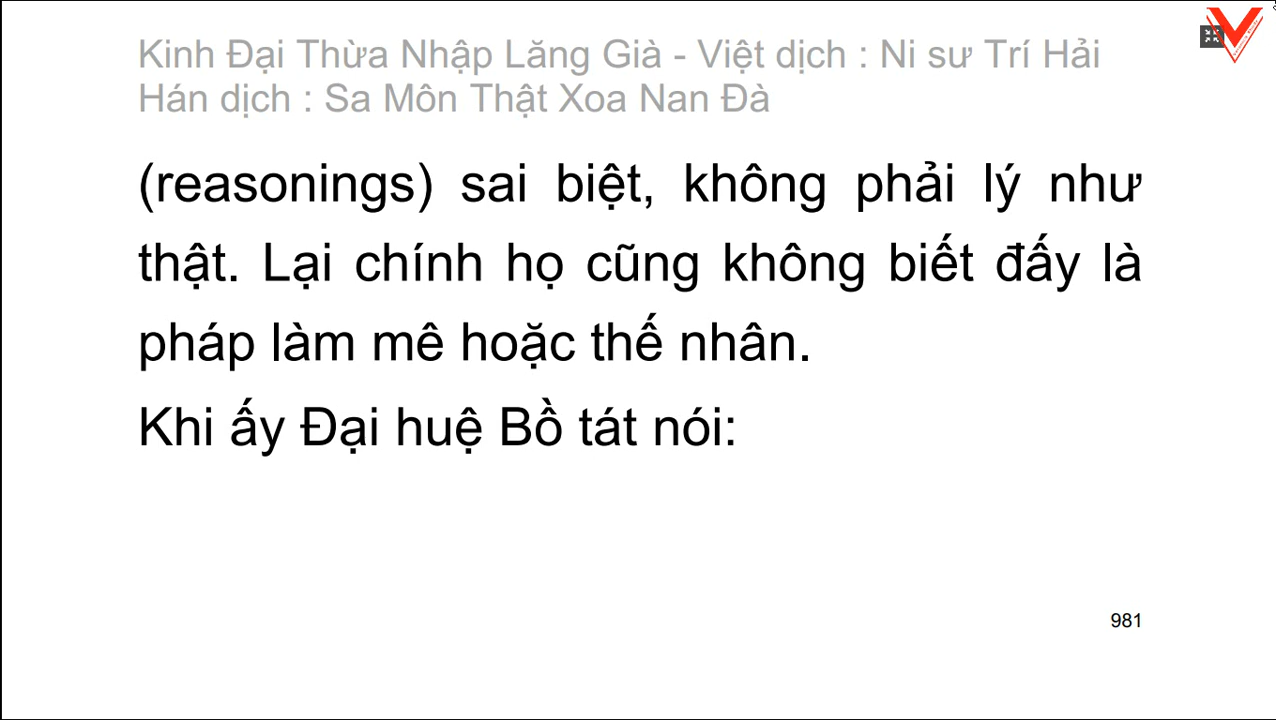 Kinh Đại Thừa Nhập Lăng Già - Việt dịch : Ni sư Trí Hải
Hán dịch : Sa Môn Thật Xoa Nan Đà
(reasonings) sai biệt, không phải lý như
thật. Lại chính họ cũng không biết đấy là
pháp làm mê hoặc thế nhân.
Khi ấy Đại huệ Bồ tát nói:
981